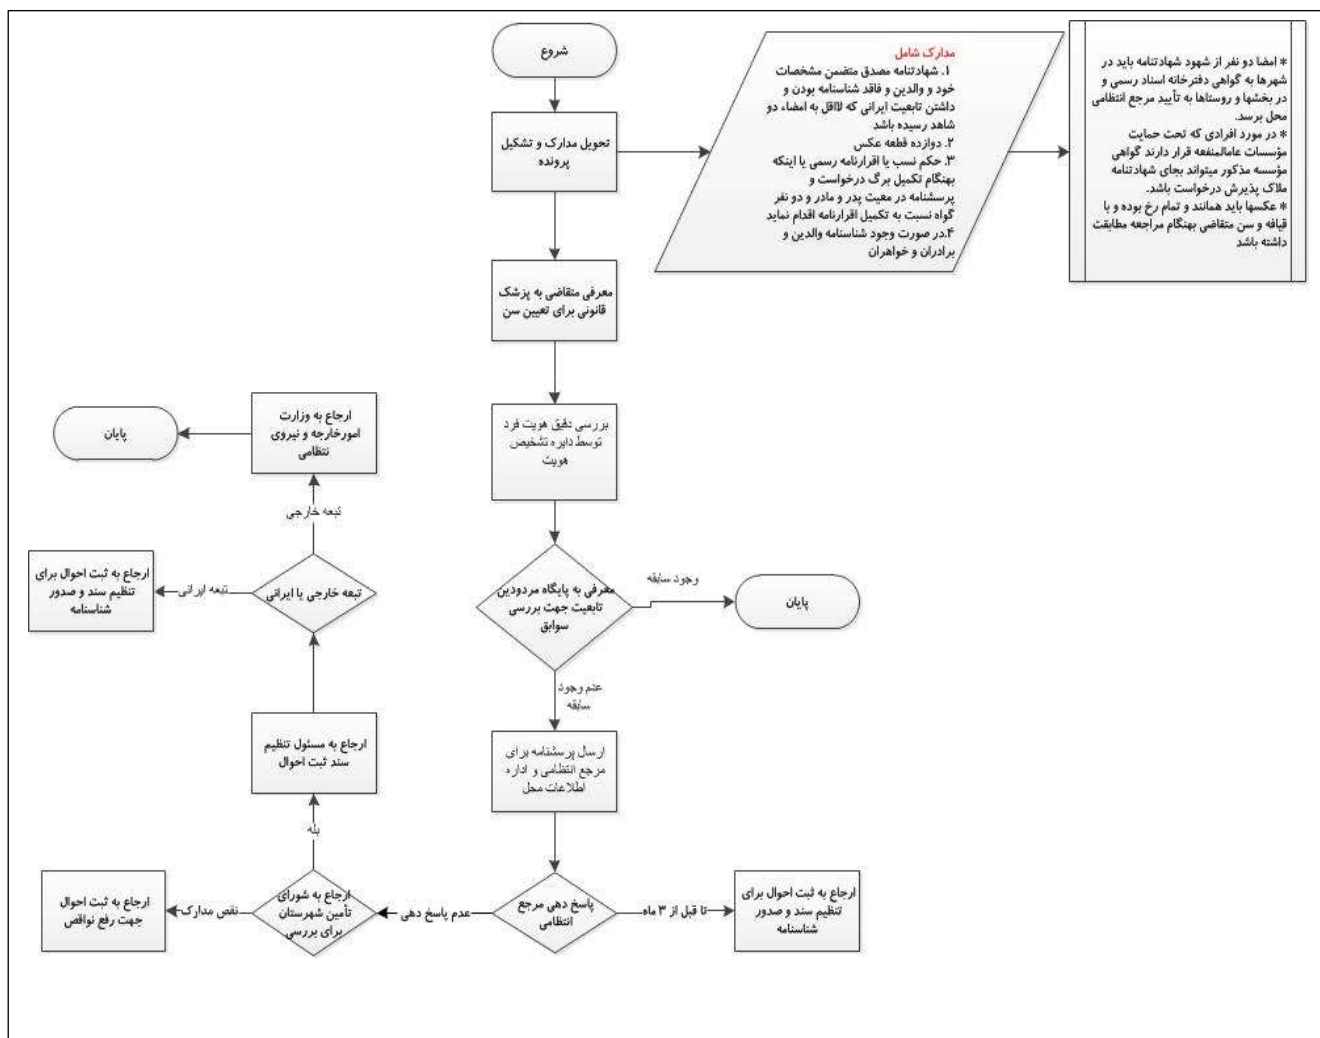 شروع
تحویل مدارک و تشکیل
پرونده
مدارک شامل
۱. شهادتنامه مصدق متضمن مشخصات
خود و والدین و فاقد شناسنامه بودن و
داشتن تابعیت ایرانی که لااقل به امضاء دو
شاهد رسیده باشد
۲. دوازده قطعه عکس
۳. حکم نسب یا اقرارنامه رسمی یا اینکه
بهنگام تکمیل برگ درخواست و
پرسشنامه در معیت پدر و مادر و دو نفر
گواه نسبت به تکمیل اقرارنامه اقدام نماید
۴.در صورت وجود شناسنامه والدین و
برادران و خواهران
* امضا دو نفر از شهود شهادتنامه باید در
شهرها به گواهی دفترخانه اسناد رسمی و
در بخشها و روستاها به تأیید مرجع انتظامی
محل برسد.
* در مورد افرادی که تحت حمایت
مؤسسات عامالمنفعه قرار دارند گواهی
مؤسسه مذکور میتواند بجای شهادتنامه
ملاک پذیرش درخواست باشد.
* عکسها باید همانند و تمام رخ بوده و با
قیافه و سن متقاضی بهنگام مراجعه مطابقت
داشته باشد
معرفی متقاضی به پزشک
قانونی برای تعیین سن
بررسی دقیق هویت فرد
توسط دایره تشخیص
هویت
معرفی به پایگاه مردودین
تابعیت جهت بررسی
سوابق
وجود سابقه
پایان
عدم وجود
سابقه
ارسال پرسشنامه برای
مرجع انتظامی و اداره
اطلاعات محل
پاسخ دهی مرجع
انتظامی
تا قبل از ۳ ماه
ارجاع به ثبت احوال برای
تنظیم سند و صدور
شناسنامه
عدم پاسخ دهی
ارجاع به شورای
تأمین شهرستان
برای بررسی
نقص مدارک
ارجاع به ثبت احوال
جهت رفع نواقص
بله
ارجاع به مسئول تنظیم
سند ثبت احوال
تبعه خارجی یا ایرانی
تبعه ایرانی
ارجاع به ثبت احوال برای
تنظیم سند و صدور
شناسنامه
تبعه خارجی
ارجاع به وزارت
امورخارجه و نیروی
نتظامی
پایان